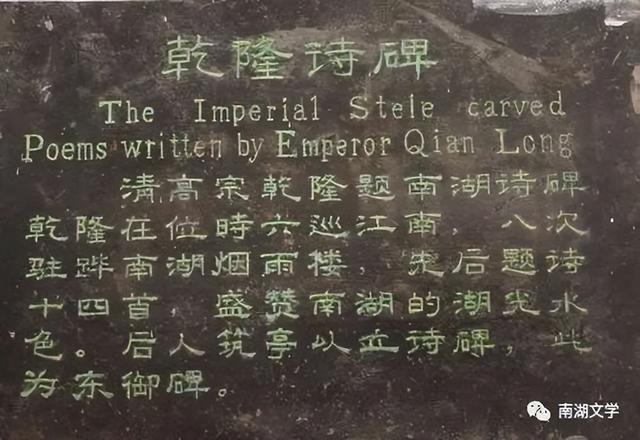 乾隆诗碑
The Imperial Stele carved
Poems written by Emperor Qian Long
清高宗乾隆题南湖诗碑
乾隆在位時六巡江南，八次
驻跸南湖烟雨楼，先后题诗
十四首，盛赞南湖的湖光水
色。后人筑亭以立诗碑，此
为东御碑。
南湖文学